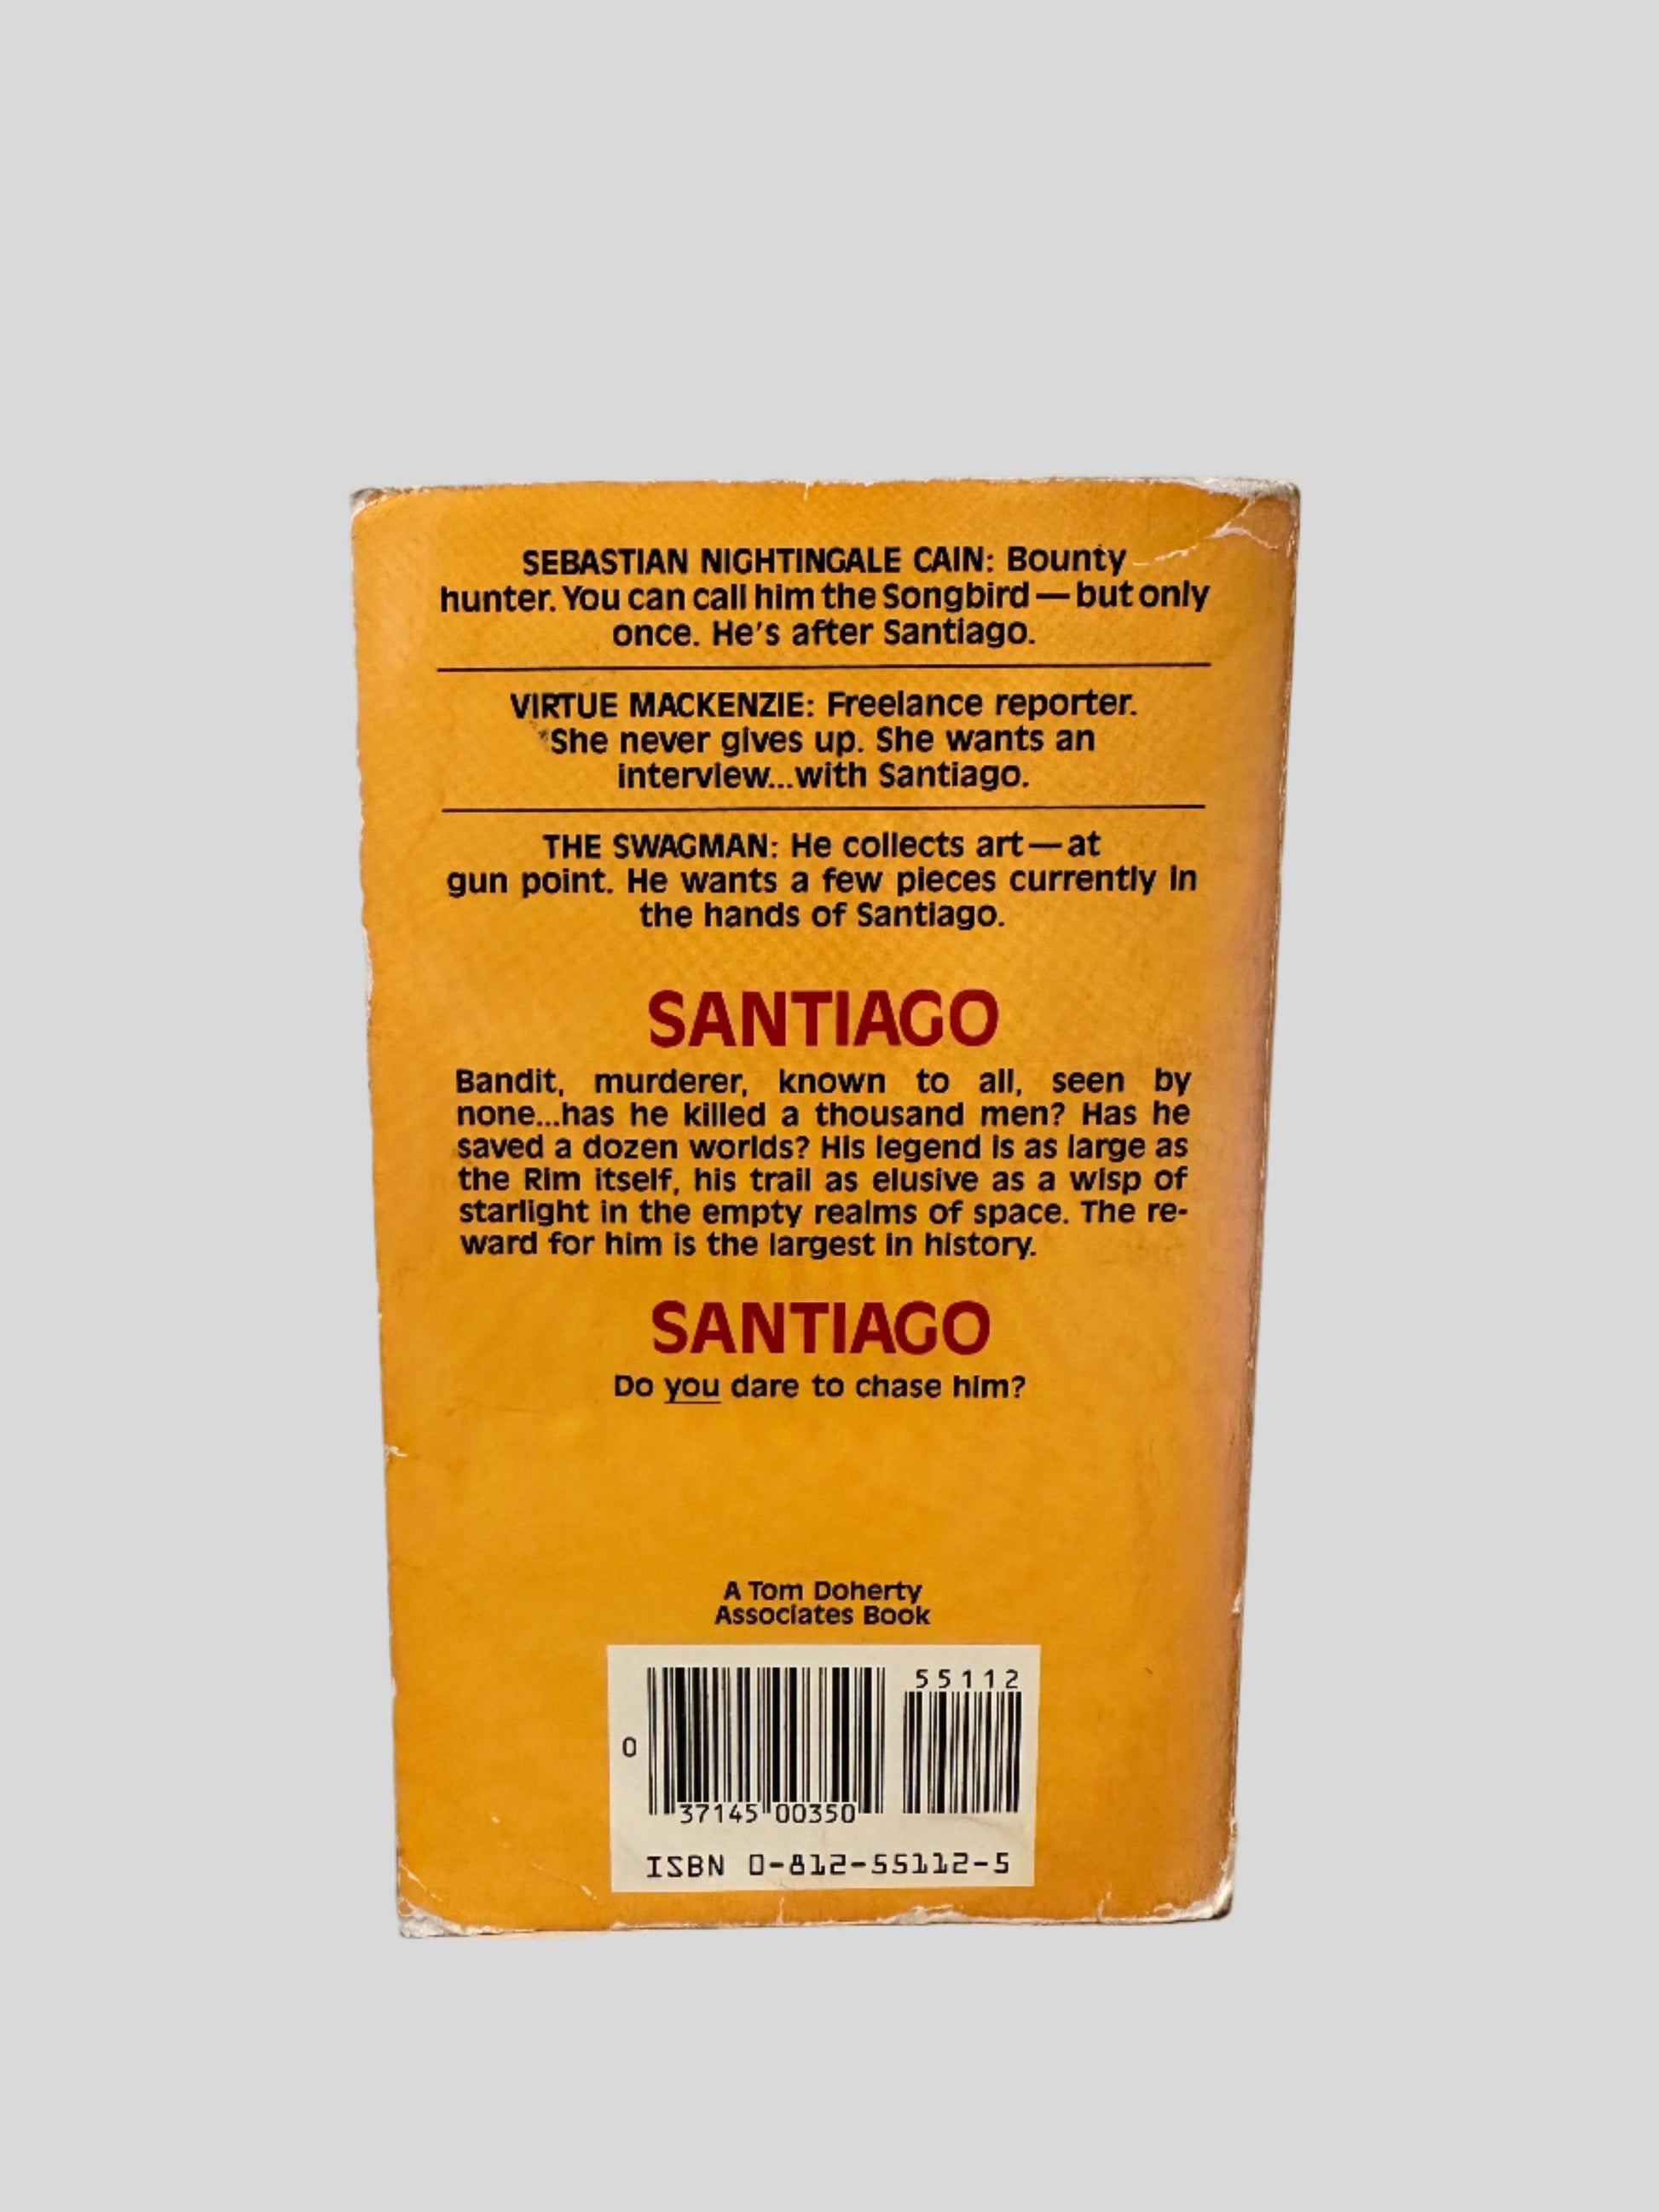 SEBASTIAN NIGHTINGALE CAIN: Bounty
hunter. You can call him the Songbird — but only
once. He's after Santiago.
VIRTUE MACKENZIE: Freelance reporter.
She never gives up. She wants an
interview...with Santiago.
THE SWAGMAN: He collects art — at
gun point. He wants a few pieces currently in
the hands of Santiago.
SANTIAGO
Bandit, murderer, known to all, seen by
none...has he killed a thousand men? Has he
saved a dozen worlds? His legend is as large as
the Rim itself, his trail as elusive as a wisp of
starlight in the empty realms of space. The re-
ward for him is the largest in history.
SANTIAGO
Do you dare to chase him?
A Tom Doherty
Associates Book
55112
0 37145 00350
ISBN 0-812-55112-5